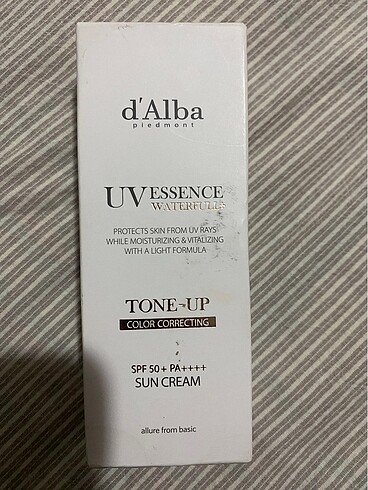 d'Alba
piedmont
UV ESSENCE
WATERFULL
PROTECTS SKIN FROM UV RAYS
WHILE MOISTURIZING & VITALIZING
WITH A LIGHT FORMULA
TONE-UP
COLOR CORRECTING
SPF 50+ PA++++
SUN CREAM
allure from basic